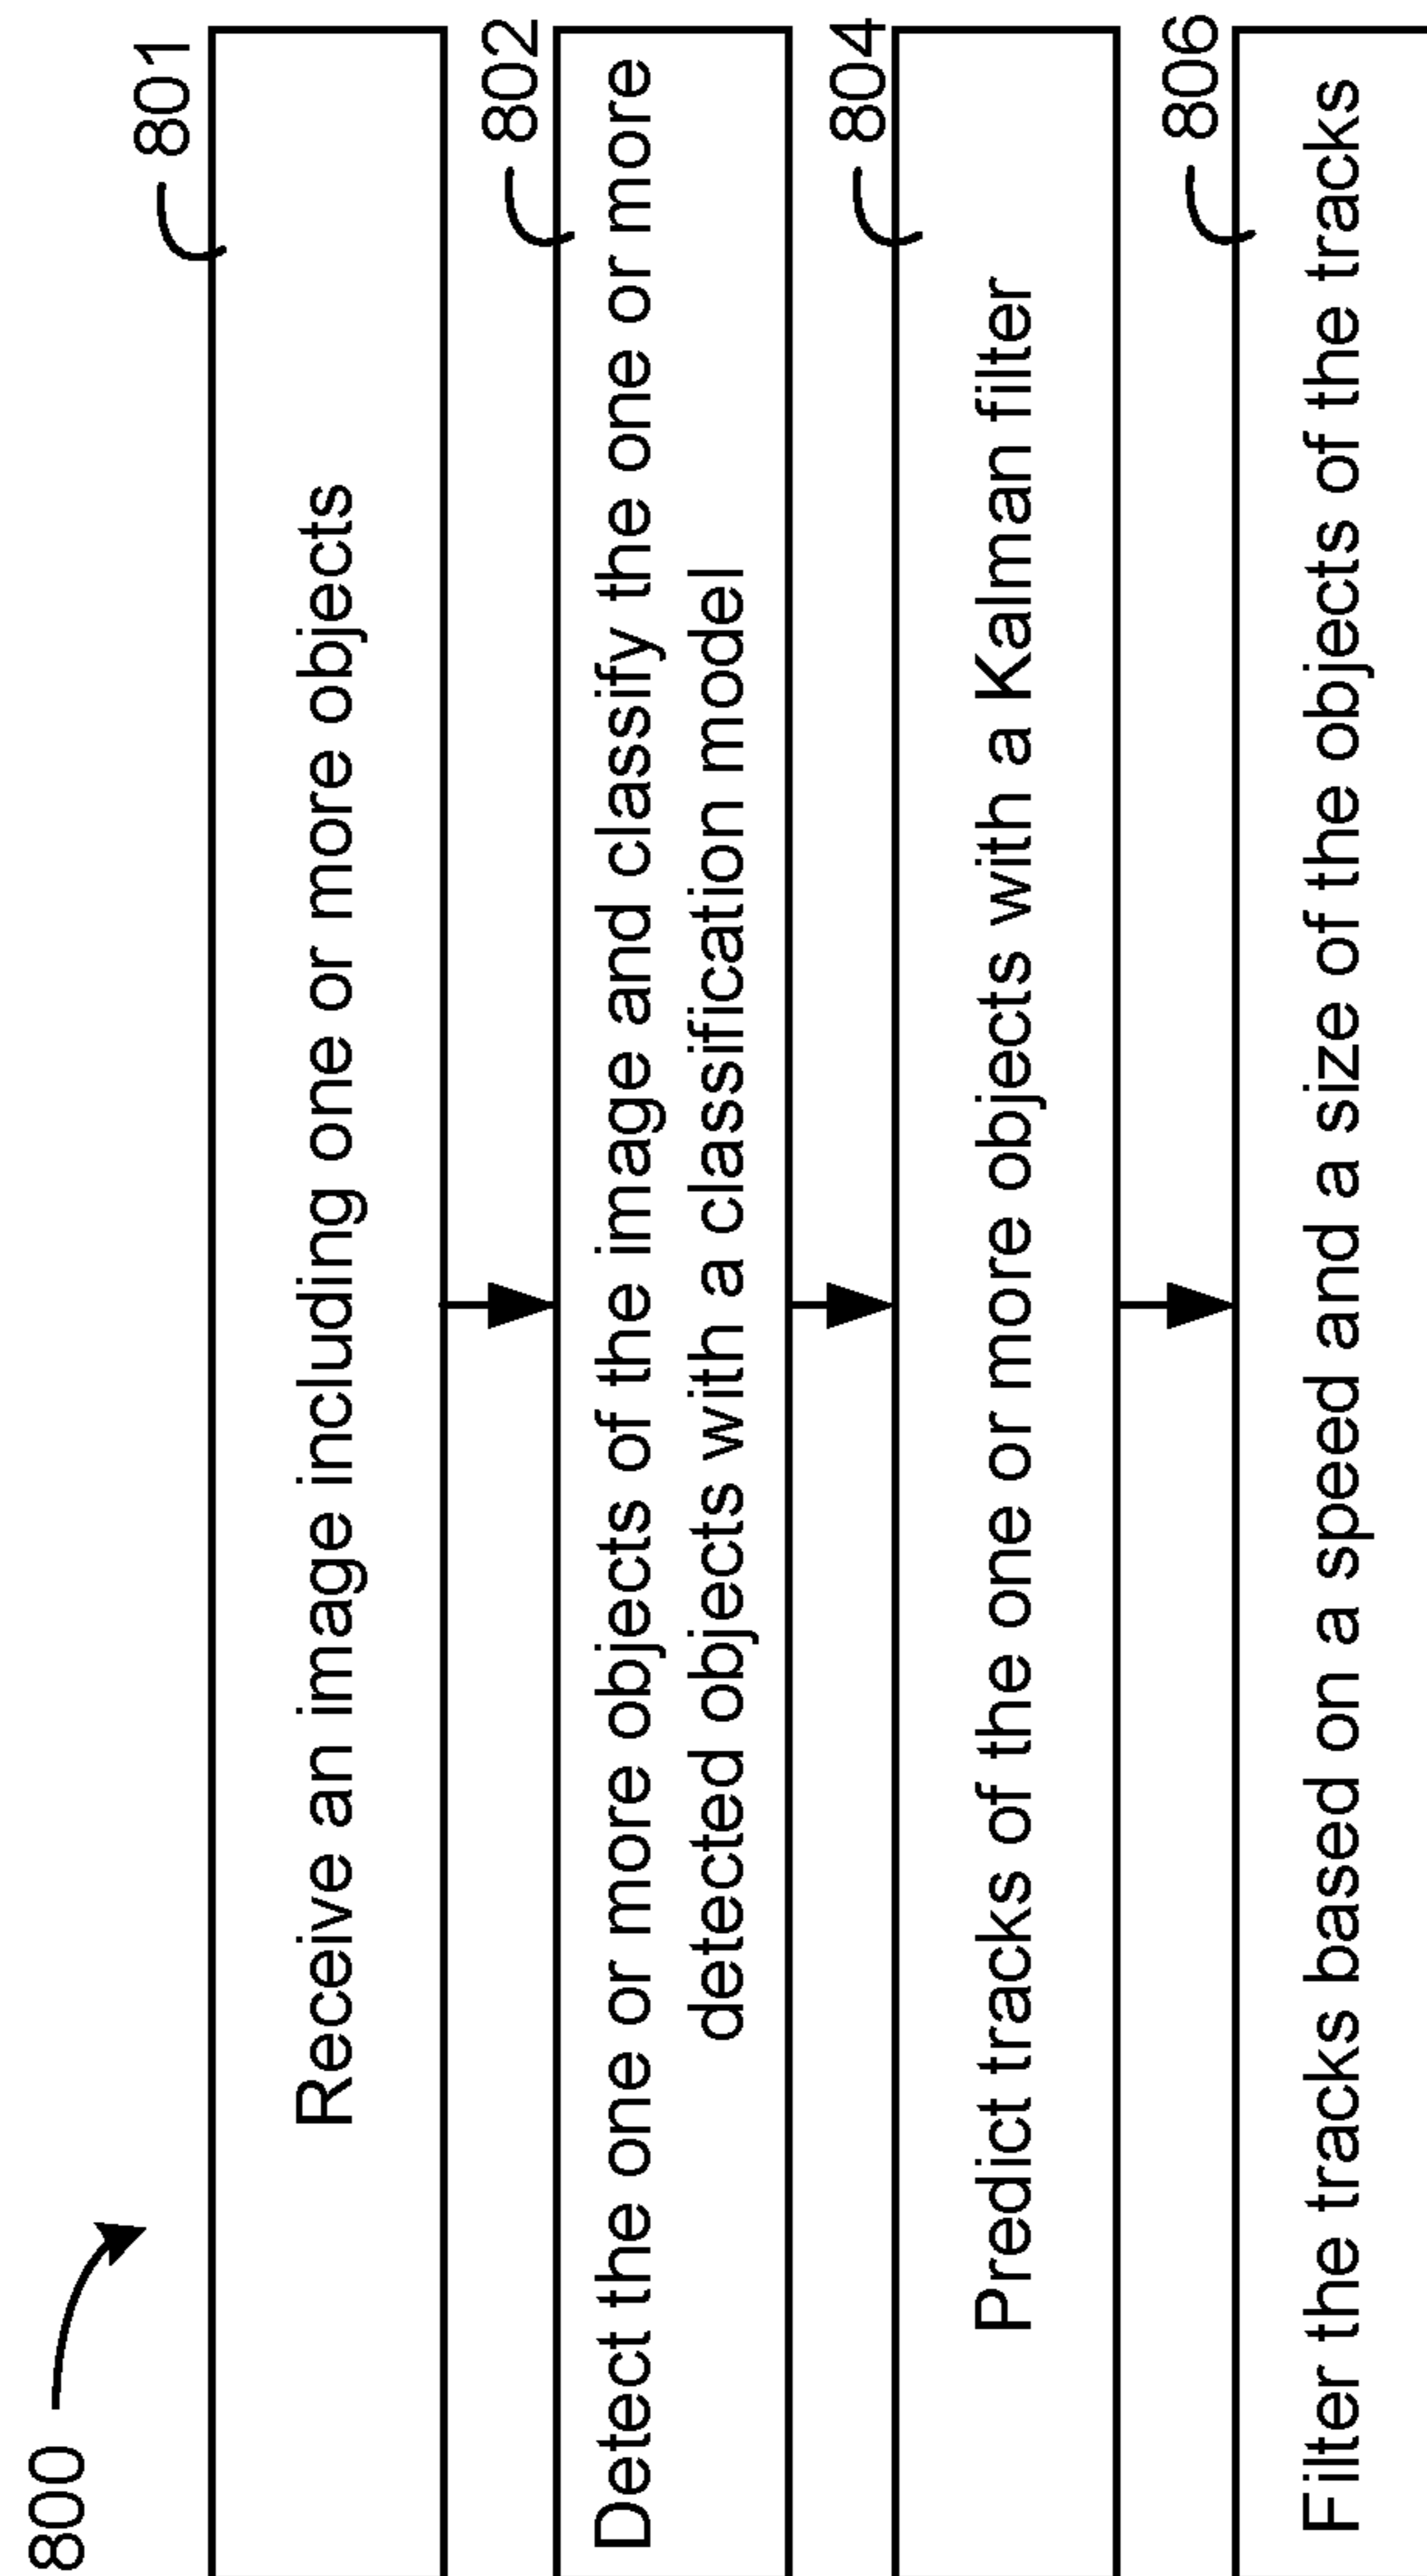 800
801
Receive an image including one or more objects
802
Detect the one or more objects of the image and classify the one or more
detected objects with a classification model
804
Predict tracks of the one or more objects with a Kalman filter
806
Filter the tracks based on a speed and a size of the objects of the tracks